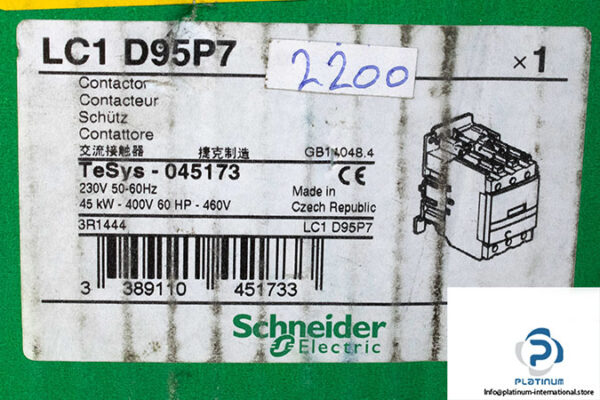 LC1 D95P7
2200
×1
Contactor
Contacteur
Schütz
Contattore
交流接触器 捷克制造 GB14048.4
TeSys - 045173
CE
230V 50-60Hz
Made in
45 kW - 400V 60 HP - 460V
Czech Republic
3R1444
LC1 D95P7
3 389110 451733
Schneider
Electric
PLATINUM
Info@platinum-international.store